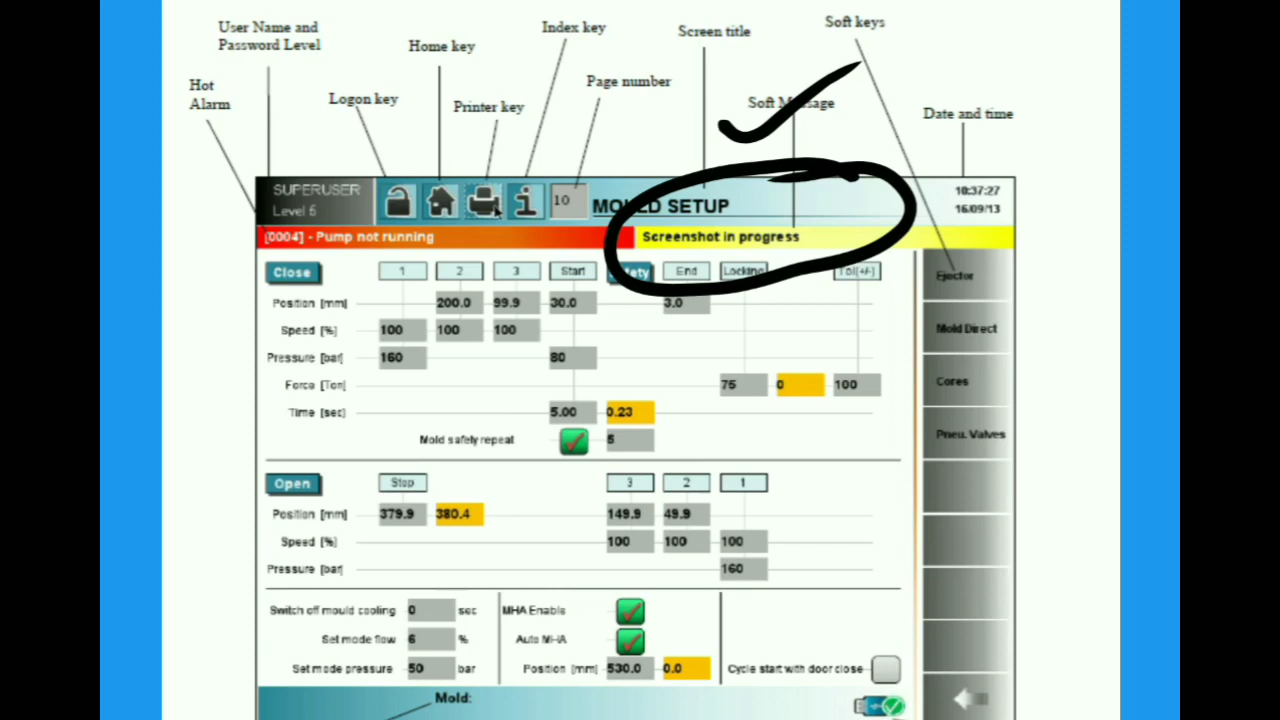 User Name and
Password Level
Hot
Alarm
Logon key
Home key
Printer key
Index key
Page number
Screen title
Soft Message
Soft keys
Date and time
SUPERUSER
Level 5
10
MOULD SETUP
10:37:27
16/09/13
[0004] - Pump not running
Screenshot in progress
Close 1 2 3 Start End Locking Tol(+/-)
Position [mm] 200.0 99.9 30.0 3.0
Speed [%] 100 100 100
Pressure [bar] 160 80
Force [Ton] 75 0 100
Time [sec] 5.00 0.23
Mold safely repeat 5
Open Stop 3 2 1
Position [mm] 379.9 380.4 149.9 49.9
Speed [%] 100 100 100
Pressure [bar] 160
Switch off mould cooling 0 sec
Set mode flow 6 %
Set mode pressure 50 bar
MHA Enable
Auto MHA
Position [mm] 530.0 0.0
Cycle start with door close
Mold:
Ejector
Mold Direct
Cores
Pneu. Valves